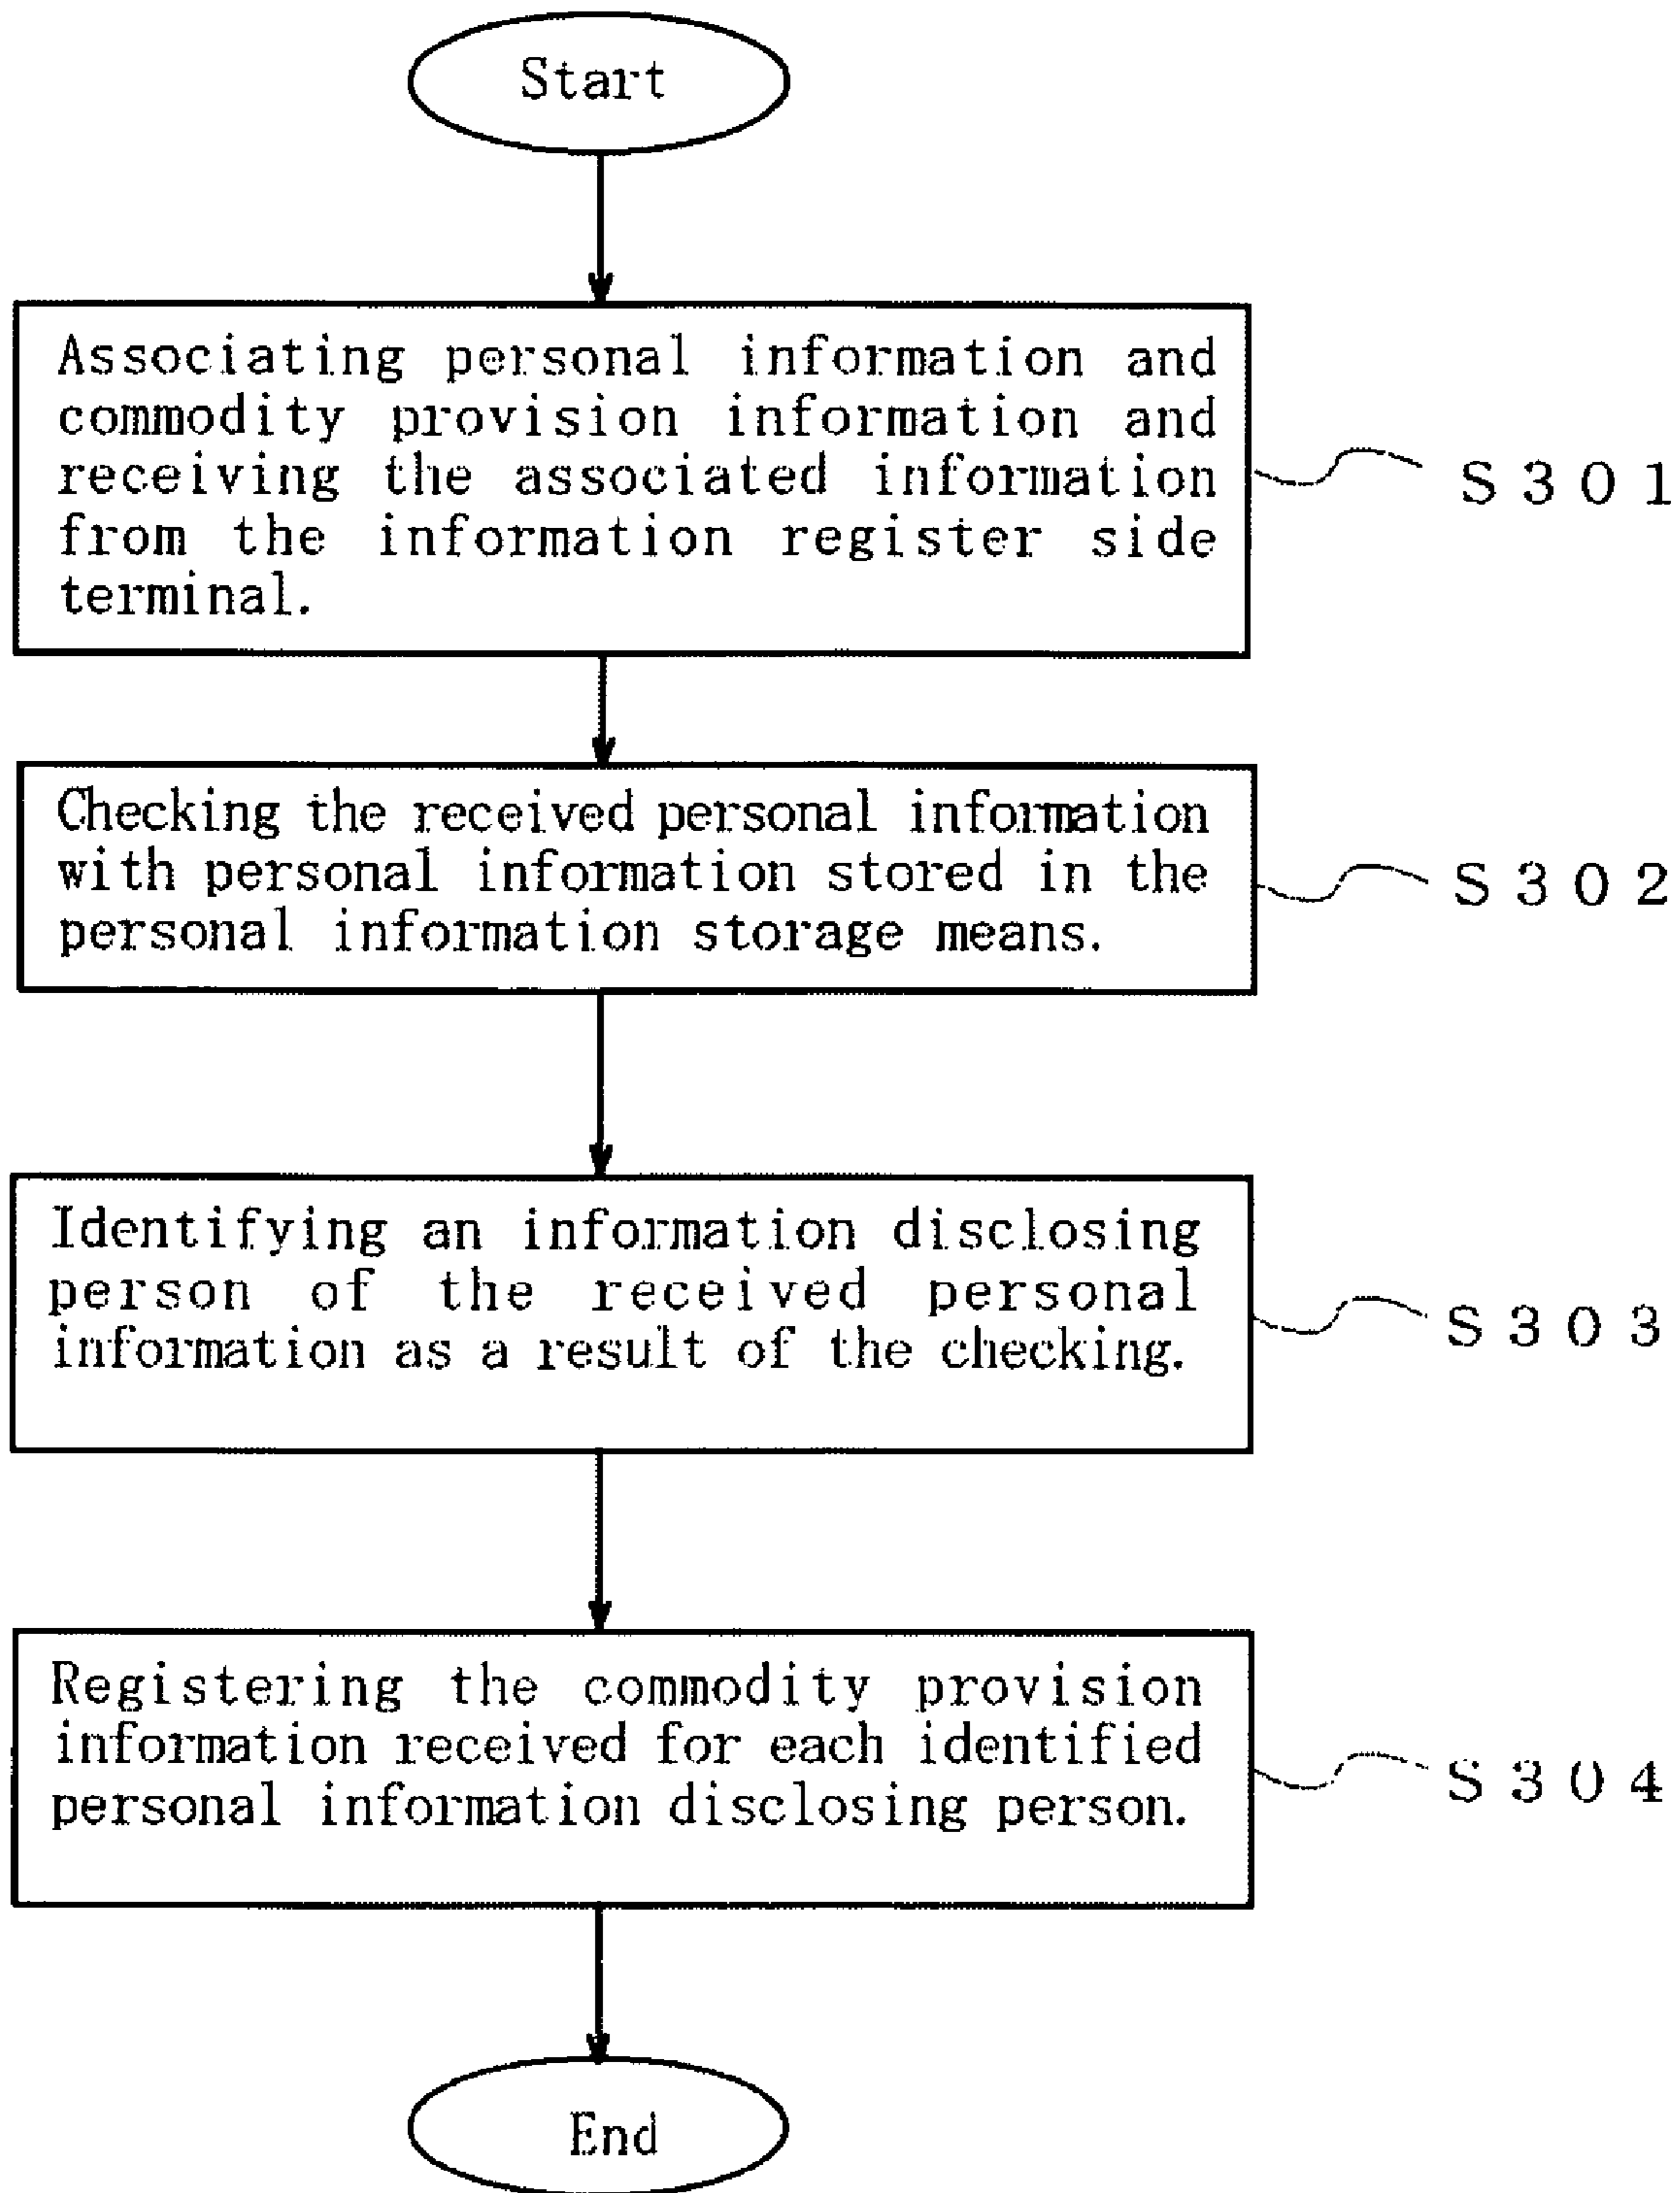 Start
Associating personal information and
commodity provision information and
receiving the associated information
from the information register side
terminal.
S301
Checking the received personal information
with personal information stored in the
personal information storage means.
S302
Identifying an information disclosing
person of the received personal
information as a result of the checking.
S303
Registering the commodity provision
information received for each identified
personal information disclosing person.
S304
End